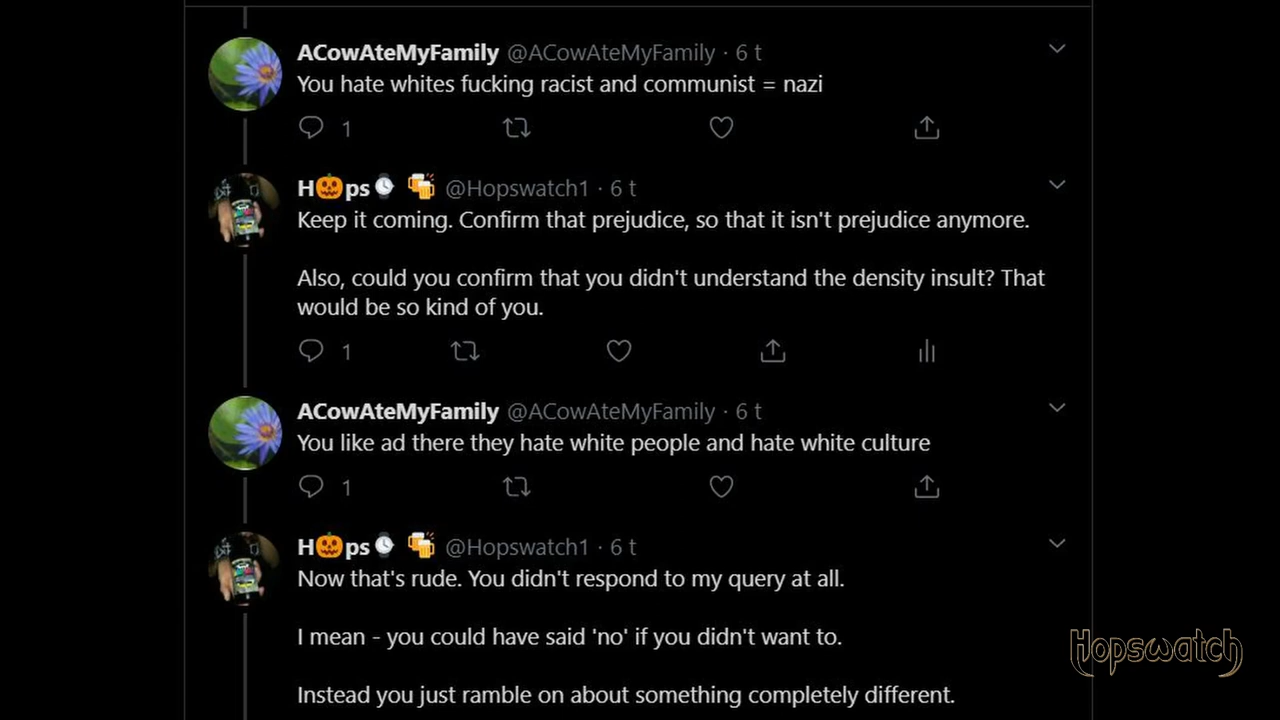 ACowAteMyFamily @ACowAteMyFamily · 6 t
You hate whites fucking racist and communist = nazi
1
H🎃ps⌚ 🍻 @Hopswatch1 · 6 t
Keep it coming. Confirm that prejudice, so that it isn't prejudice anymore.
Also, could you confirm that you didn't understand the density insult? That
would be so kind of you.
1
ACowAteMyFamily @ACowAteMyFamily · 6 t
You like ad there they hate white people and hate white culture
1
H🎃ps⌚ 🍻 @Hopswatch1 · 6 t
Now that's rude. You didn't respond to my query at all.
I mean - you could have said 'no' if you didn't want to.
Hopswatch
Instead you just ramble on about something completely different.